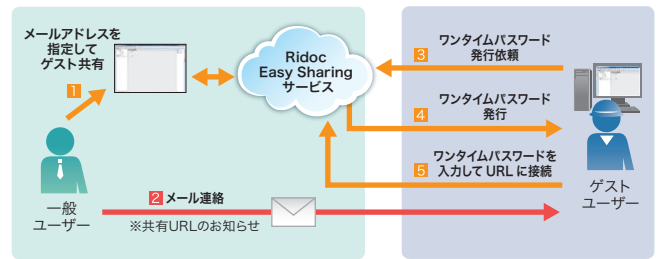 メールアドレスを
指定して
ゲスト共有
1
Ridoc
Easy Sharing
サービス
一般
ユーザー
2 メール連絡
※共有URLのお知らせ
3 ワンタイムパスワード
発行依頼
4 ワンタイムパスワード
発行
5 ワンタイムパスワードを
入力して URL に接続
ゲスト
ユーザー